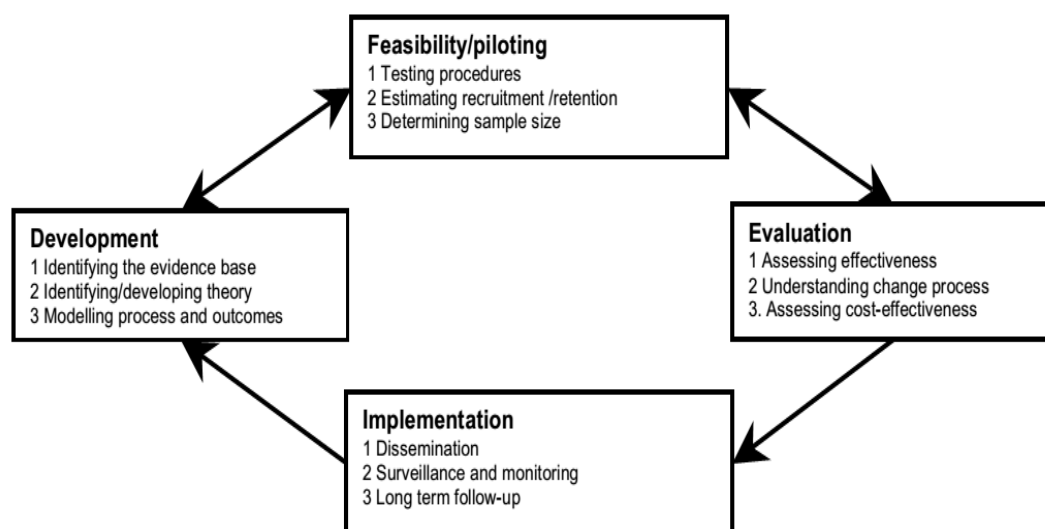 Feasibility/piloting
1 Testing procedures
2 Estimating recruitment /retention
3 Determining sample size
Development
1 Identifying the evidence base
2 Identifying/developing theory
3 Modelling process and outcomes
Evaluation
1 Assessing effectiveness
2 Understanding change process
3. Assessing cost-effectiveness
Implementation
1 Dissemination
2 Surveillance and monitoring
3 Long term follow-up